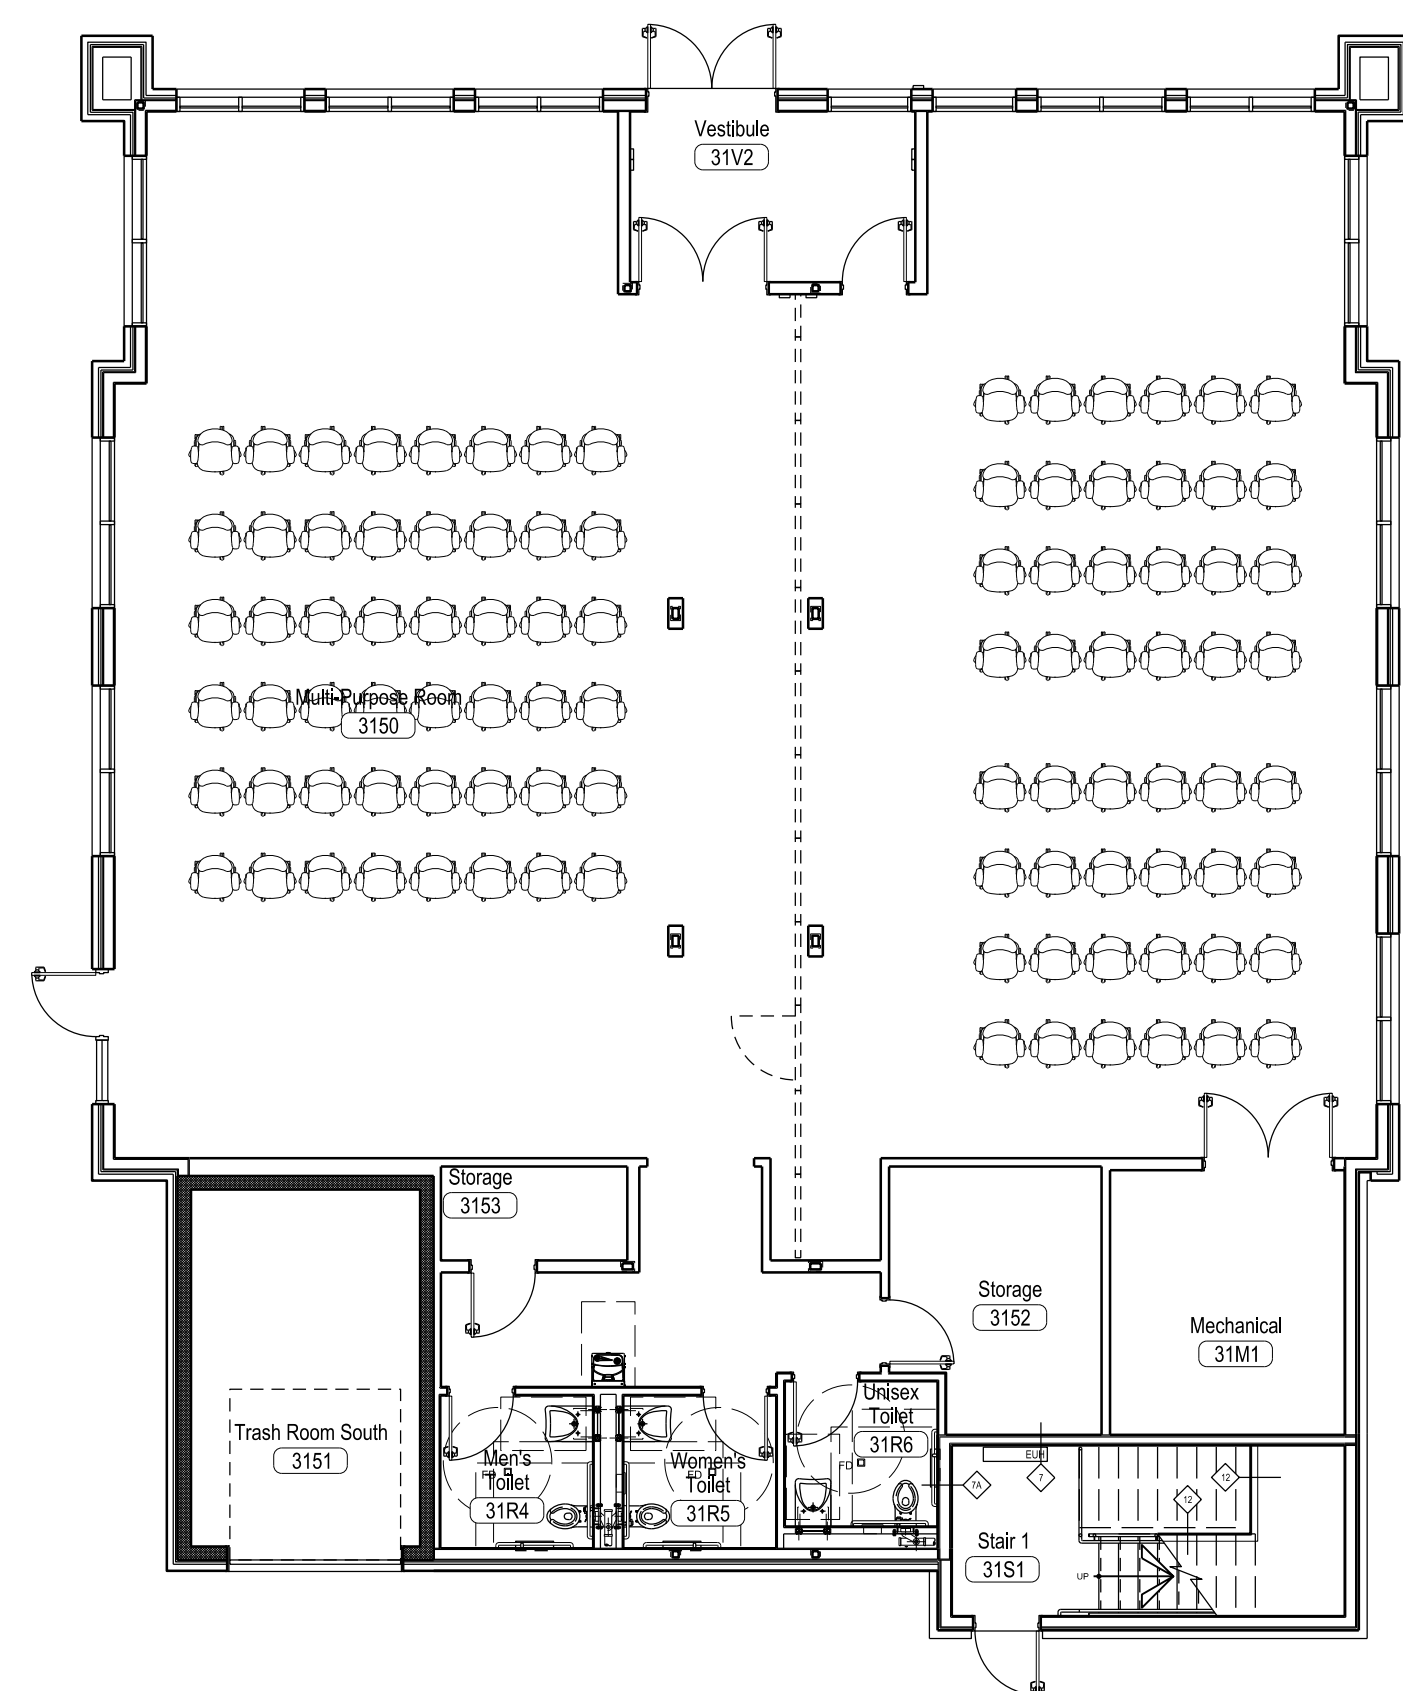 Vestibule
31V2
Multi-Purpose Room
3150
Storage
3153
Storage
3152
Mechanical
31M1
Trash Room South
3151
Men's
Toilet
31R4
FD
Women's
Toilet
31R5
FD
Unisex
Toilet
31R6
FD
EUH
7A
7
12
12
Stair 1
31S1
UP